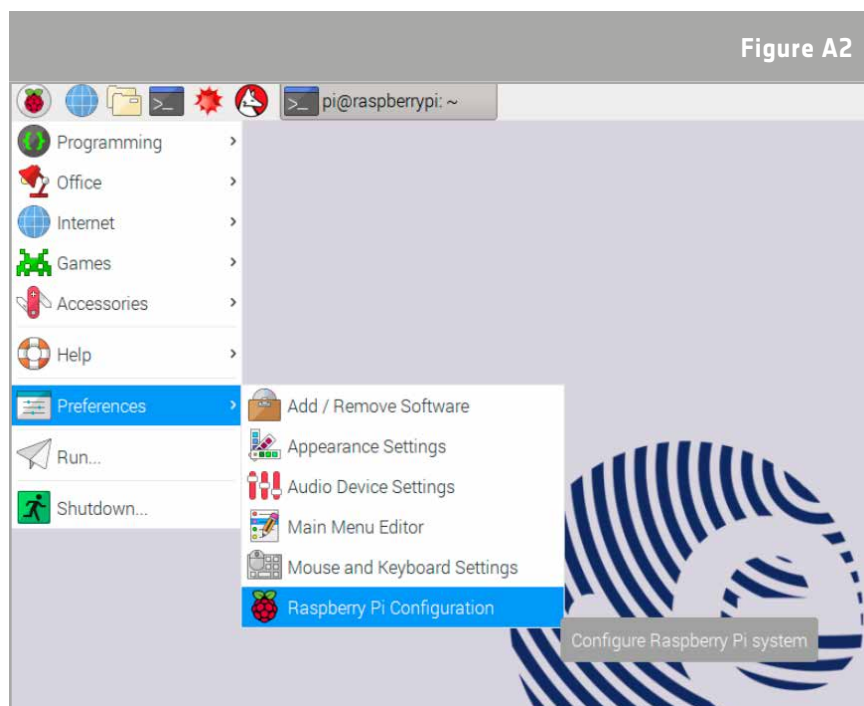 Figure A2
pi@raspberrypi: ~
Programming
Office
Internet
Games
Accessories
Help
Preferences
Add / Remove Software
Appearance Settings
Run...
Audio Device Settings
Shutdown...
Main Menu Editor
Mouse and Keyboard Settings
Raspberry Pi Configuration
Configure Raspberry Pi system